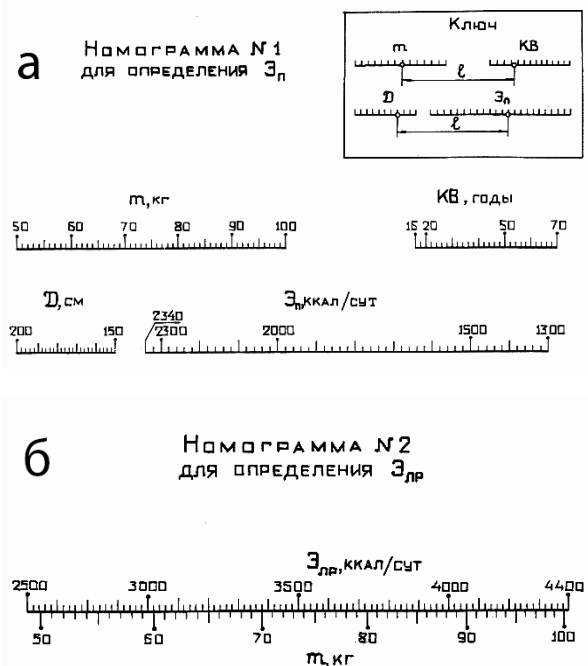 а
Номограмма N1
для определения Эп
Ключ
m
КВ
ℓ
D
Эп
ℓ
m, кг
50 60 70 80 90 100
КВ, годы
15 20 50 70
D, см
200 150
Эп, ккал/сут
2340
2300 2000 1500 1300
б
Номограмма N2
для определения Элр
Элр, ккал/сут
2500 3000 3500 4000 4400
50 60 70 80 90 100
m, кг